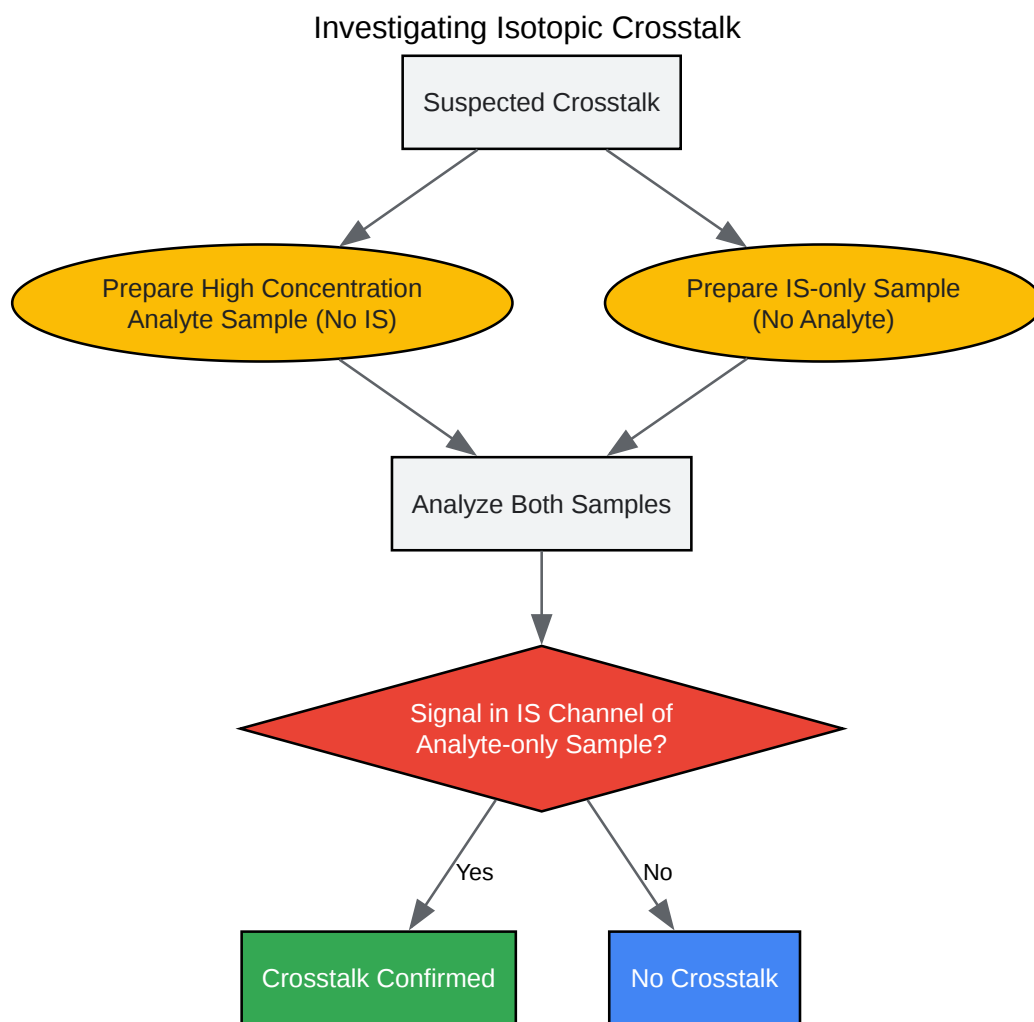 Investigating Isotopic Crosstalk
Suspected Crosstalk
Prepare High Concentration
Analyte Sample (No IS)
Prepare IS-only Sample
(No Analyte)
Analyze Both Samples
Signal in IS Channel of
Analyte-only Sample?
Yes
No
Crosstalk Confirmed
No Crosstalk